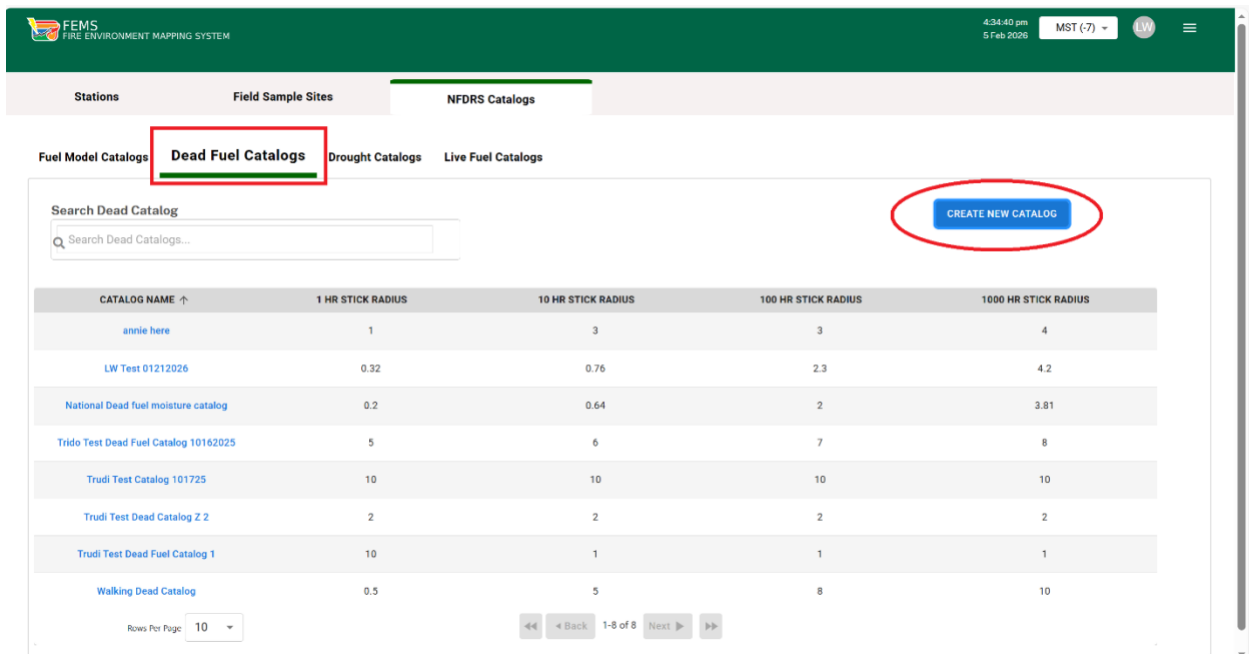 FEMS
FIRE ENVIRONMENT MAPPING SYSTEM
4:34:40 pm
5 Feb 2026
MST (-7)
LW
Stations Field Sample Sites NFDRS Catalogs
Fuel Model Catalogs Dead Fuel Catalogs Drought Catalogs Live Fuel Catalogs
Search Dead Catalog
CREATE NEW CATALOG
Search Dead Catalogs...
CATALOG NAME ↑ 1 HR STICK RADIUS 10 HR STICK RADIUS 100 HR STICK RADIUS 1000 HR STICK RADIUS
annie here 1 3 3 4
LW Test 01212026 0.32 0.76 2.3 4.2
National Dead fuel moisture catalog 0.2 0.64 2 3.81
Trido Test Dead Fuel Catalog 10162025 5 6 7 8
Trudi Test Catalog 101725 10 10 10 10
Trudi Test Dead Catalog Z 2 2 2 2 2
Trudi Test Dead Fuel Catalog 1 10 1 1 1
Walking Dead Catalog 0.5 5 8 10
Rows Per Page 10 Back 1-8 of 8 Next